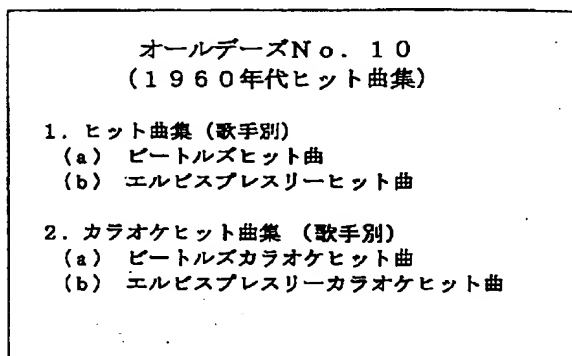 オールデーズNo. 10
(1960年代ヒット曲集)
1. ヒット曲集 (歌手別)
(a) ビートルズヒット曲
(b) エルビスプレスリーヒット曲
2. カラオケヒット曲集 (歌手別)
(a) ビートルズカラオケヒット曲
(b) エルビスプレスリーカラオケヒット曲